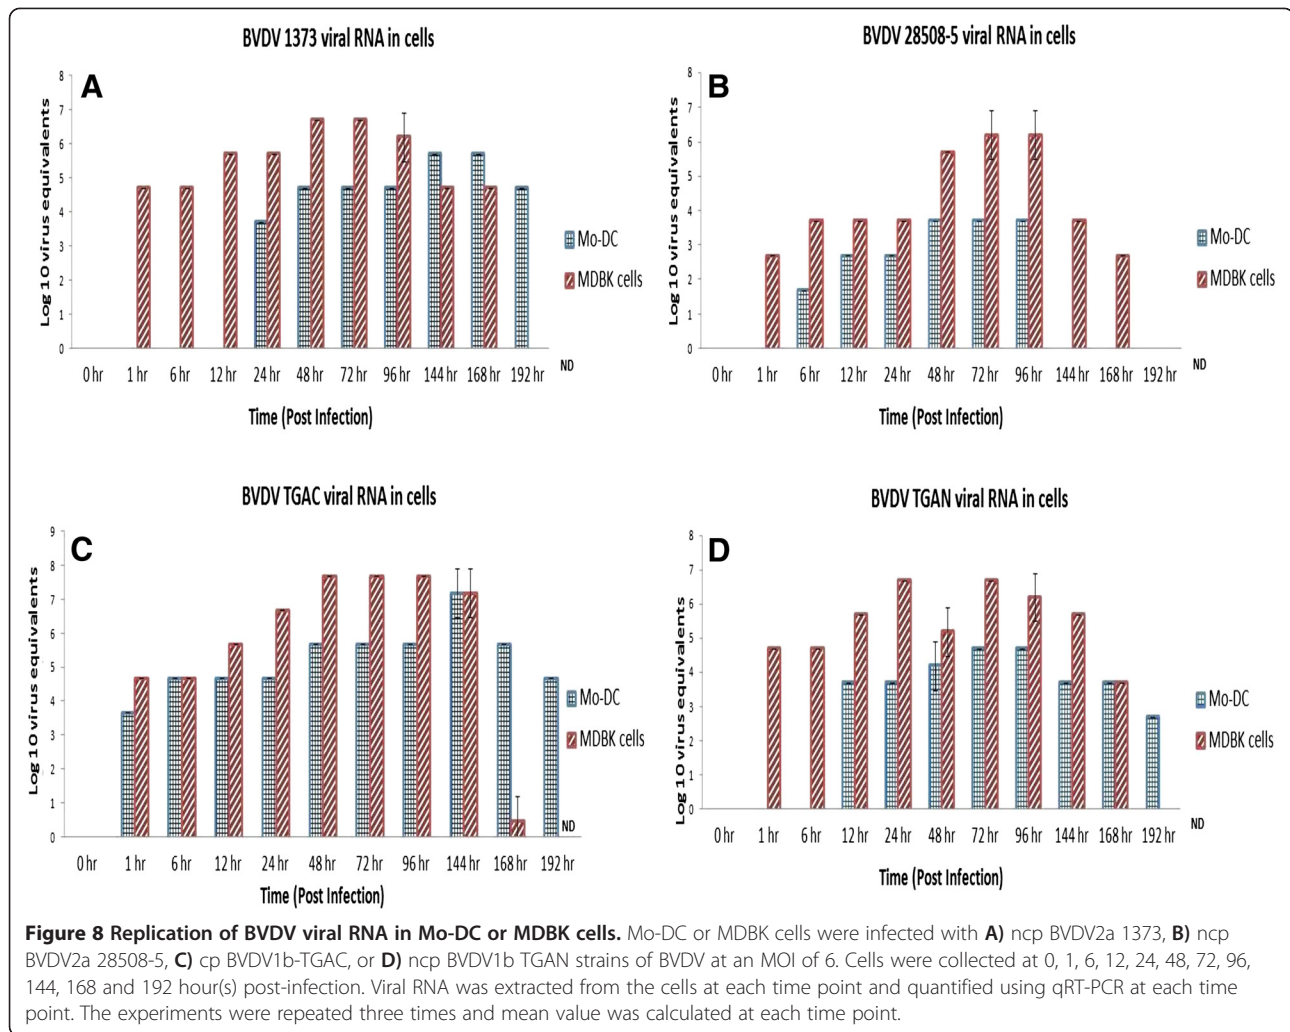 BVDV 1373 viral RNA in cells
A
Log 10 virus equivalents
8
7
6
5
4
3
2
1
0
0 hr 1 hr 6 hr 12 hr 24 hr 48 hr 72 hr 96 hr 144 hr 168 hr 192 hr
ND
Time (Post Infection)
Mo-DC
MDBK cells
BVDV 28508-5 viral RNA in cells
B
Log 10 virus equivalents
8
7
6
5
4
3
2
1
0
0 hr 1 hr 6 hr 12 hr 24 hr 48 hr 72 hr 96 hr 144 hr 168 hr 192 hr
ND
Time (Post Infection)
Mo-DC
MDBK cells
BVDV TGAC viral RNA in cells
C
Log 10 virus equivalents
9
8
7
6
5
4
3
2
1
0
0 hr 1 hr 6 hr 12 hr 24 hr 48 hr 72 hr 96 hr 144 hr 168 hr 192 hr
ND
Time (Post Infection)
Mo-DC
MDBK cells
BVDV TGAN viral RNA in cells
D
Log 10 virus equivalents
8
7
6
5
4
3
2
1
0
0 hr 1 hr 6 hr 12 hr 24 hr 48 hr 72 hr 96 hr 144 hr 168 hr 192 hr
ND
Time (Post Infection)
Mo-DC
MDBK cells
Figure 8 Replication of BVDV viral RNA in Mo-DC or MDBK cells. Mo-DC or MDBK cells were infected with A) ncp BVDV2a 1373, B) ncp
BVDV2a 28508-5, C) cp BVDV1b-TGAC, or D) ncp BVDV1b TGAN strains of BVDV at an MOI of 6. Cells were collected at 0, 1, 6, 12, 24, 48, 72, 96,
144, 168 and 192 hour(s) post-infection. Viral RNA was extracted from the cells at each time point and quantified using qRT-PCR at each time
point. The experiments were repeated three times and mean value was calculated at each time point.